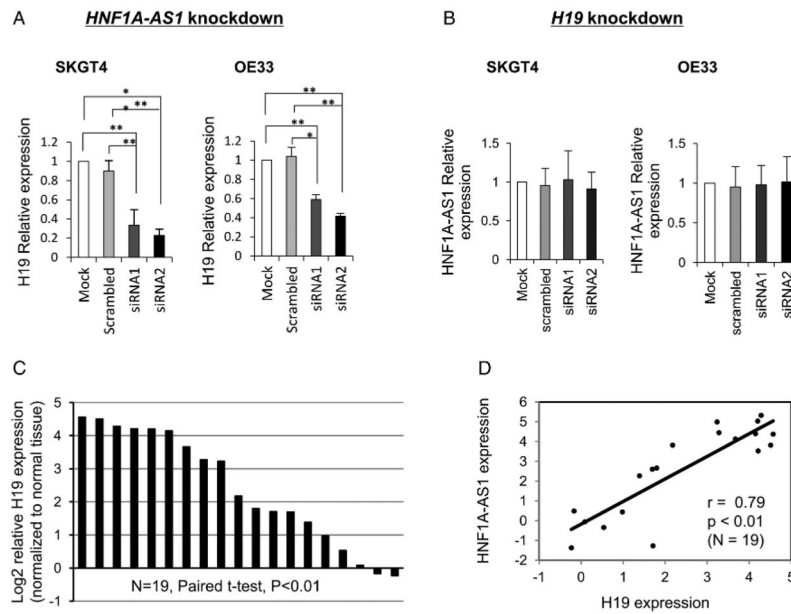 A
HNF1A-AS1 knockdown
SKGT4
OE33
H19 Relative expression
1.2
1
0.8
0.6
0.4
0.2
0
*
* **
**
**
Mock
Scrambled
siRNA1
siRNA2
H19 Relative expression
1.2
1
0.8
0.6
0.4
0.2
0
**
**
**
*
Mock
Scrambled
siRNA1
siRNA2
B
H19 knockdown
SKGT4
OE33
HNF1A-AS1 Relative
expression
1.5
1
0.5
0
Mock
scrambled
siRNA1
siRNA2
HNF1A-AS1 Relative
expression
1.5
1
0.5
0
Mock
scrambled
siRNA1
siRNA2
C
Log2 relative H19 expression
(normalized to normal tissue)
5
4
3
2
1
0
-1
N=19, Paired t-test, P<0.01
D
HNF1A-AS1 expression
6
5
4
3
2
1
0
-1
-2
r = 0.79
p < 0.01
(N = 19)
-1 0 1 2 3 4 5
H19 expression